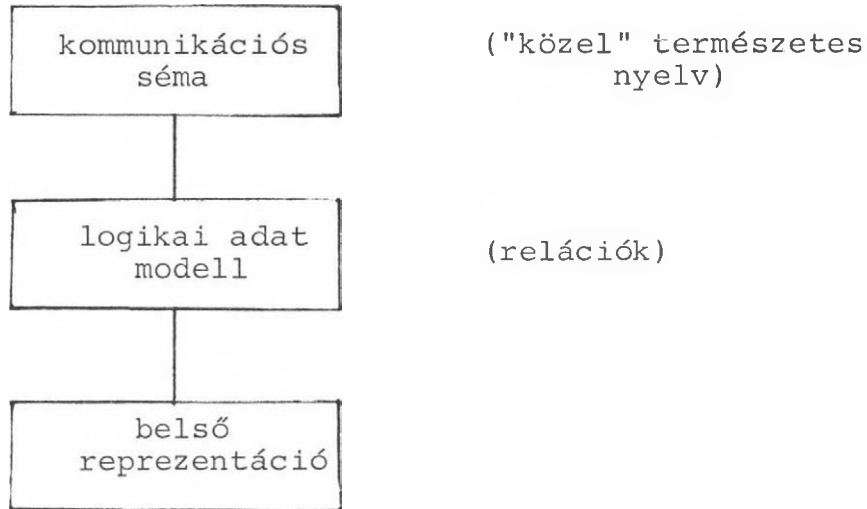 kommunikációs
séma
("közel" természetes
nyelv)
logikai adat
modell
(relációk)
belső
reprezentáció